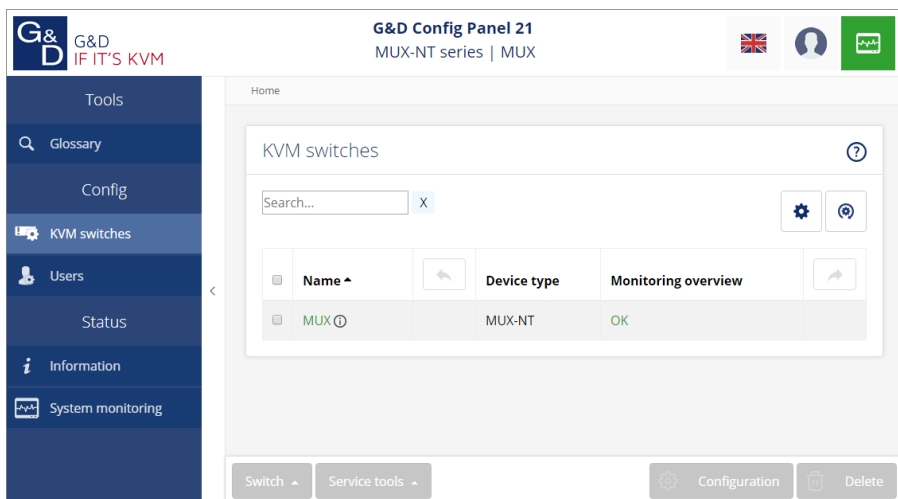 G&D
G&D
IF IT'S KVM
G&D Config Panel 21
MUX-NT series | MUX
Tools
Glossary
Config
KVM switches
Users
Status
Information
System monitoring
Home
KVM switches
Search...
X
Name
Device type
Monitoring overview
MUX
MUX-NT
OK
Switch
Service tools
Configuration
Delete